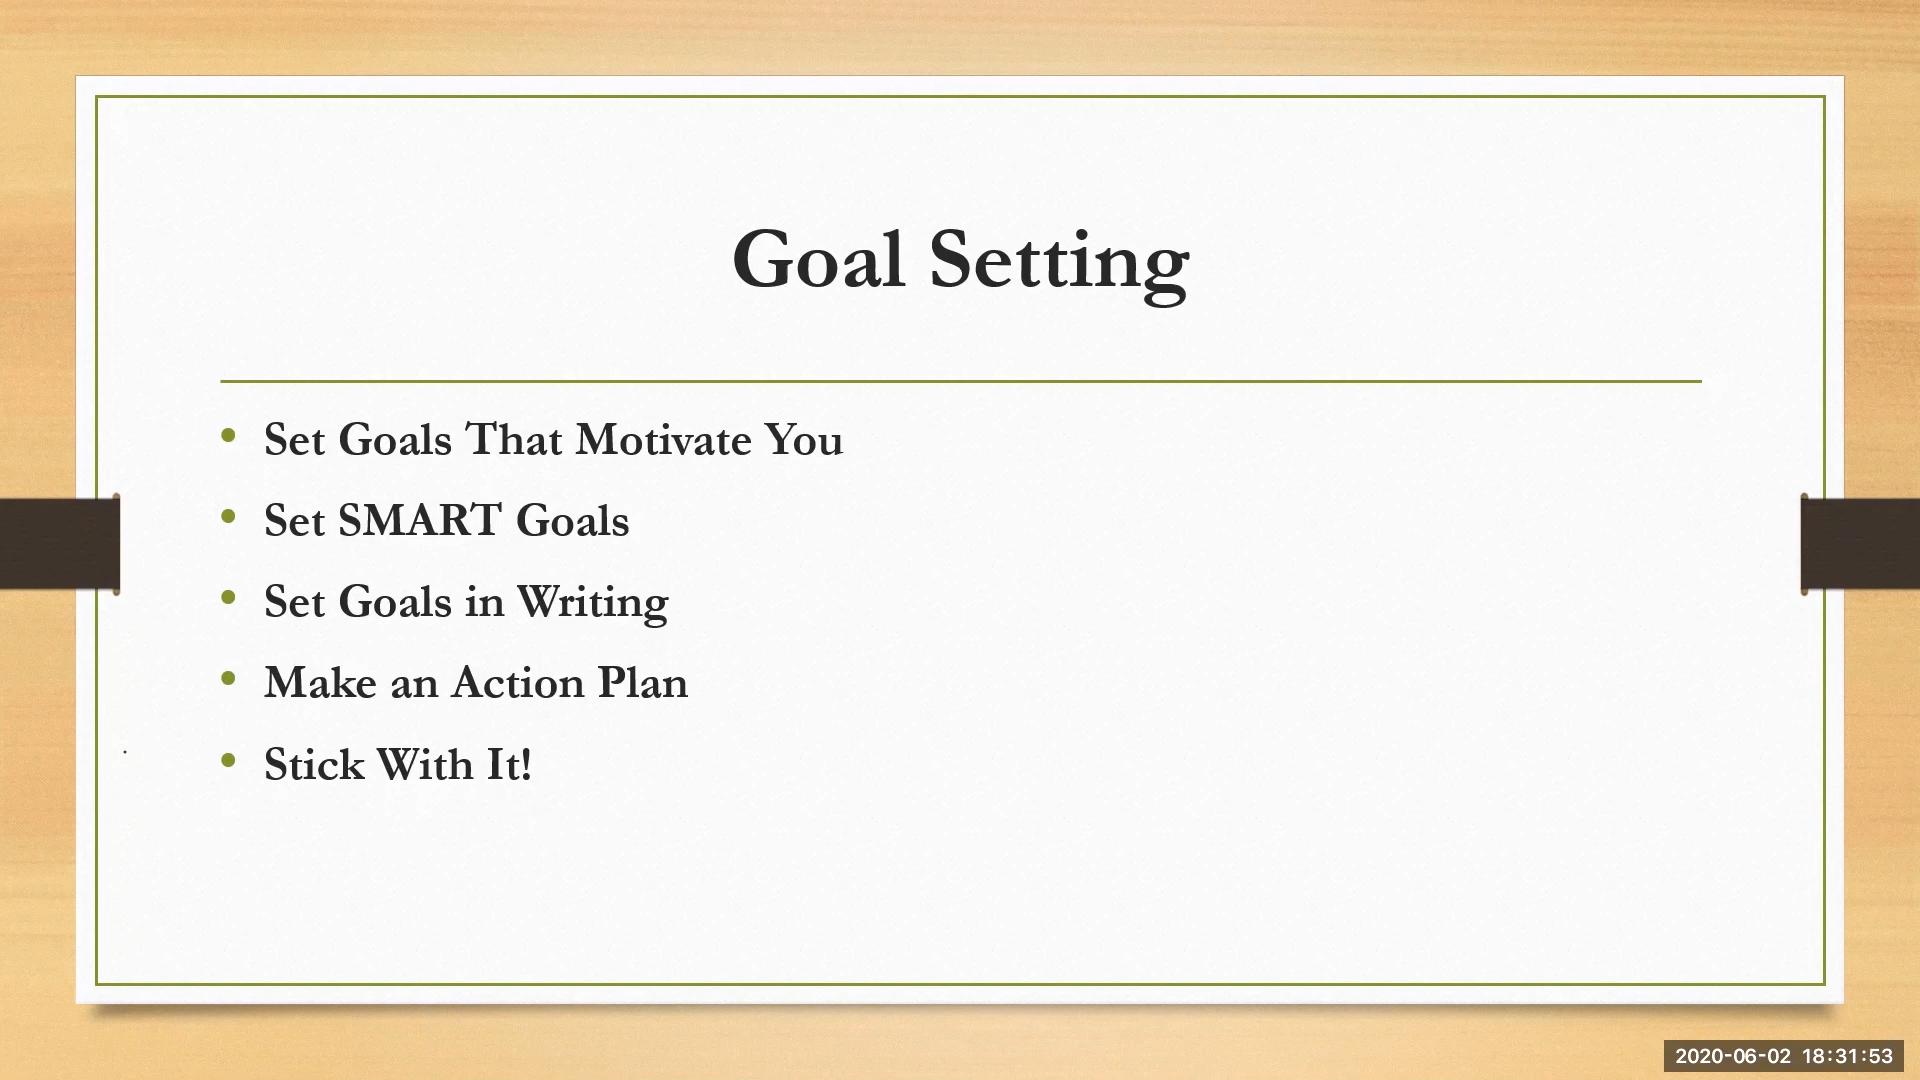 Goal Setting
• Set Goals That Motivate You
• Set SMART Goals
• Set Goals in Writing
• Make an Action Plan
• Stick With It!
2020-06-02 18:31:53